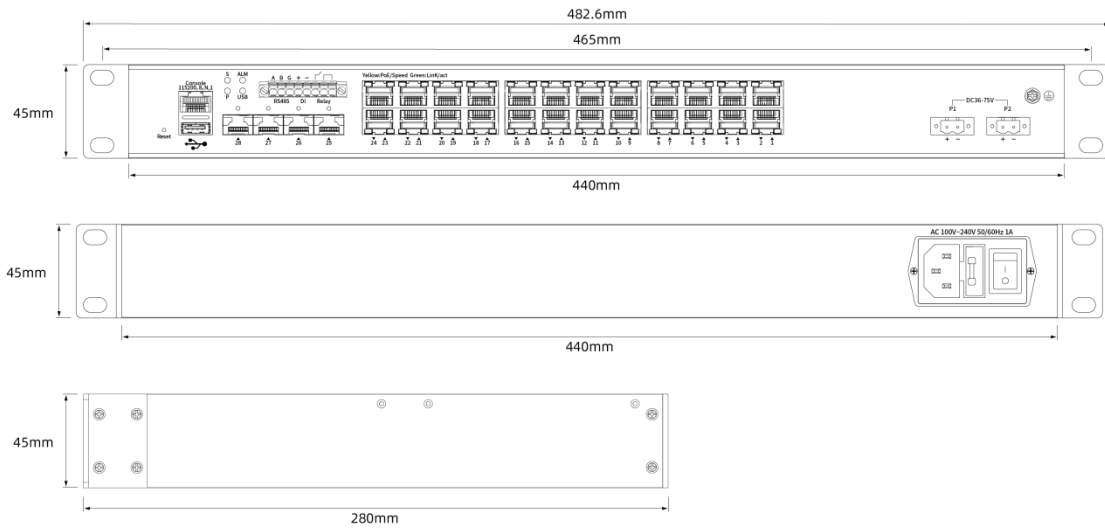 482.6mm
465mm
S ALM
A B G + −
Yellow:PoE/Speed Green:LinK/act
Console
115200,8,N,1
P USB
RS485 DI Relay
DC36-75V
P1 P2
45mm
Reset
28 27 26 25
24 23 22 21 20 19 18 17 16 15 14 13 12 11 10 9 8 7 6 5 4 3 2 1
+ − + −
440mm
AC 100V~240V 50/60Hz 1A
45mm
440mm
45mm
280mm